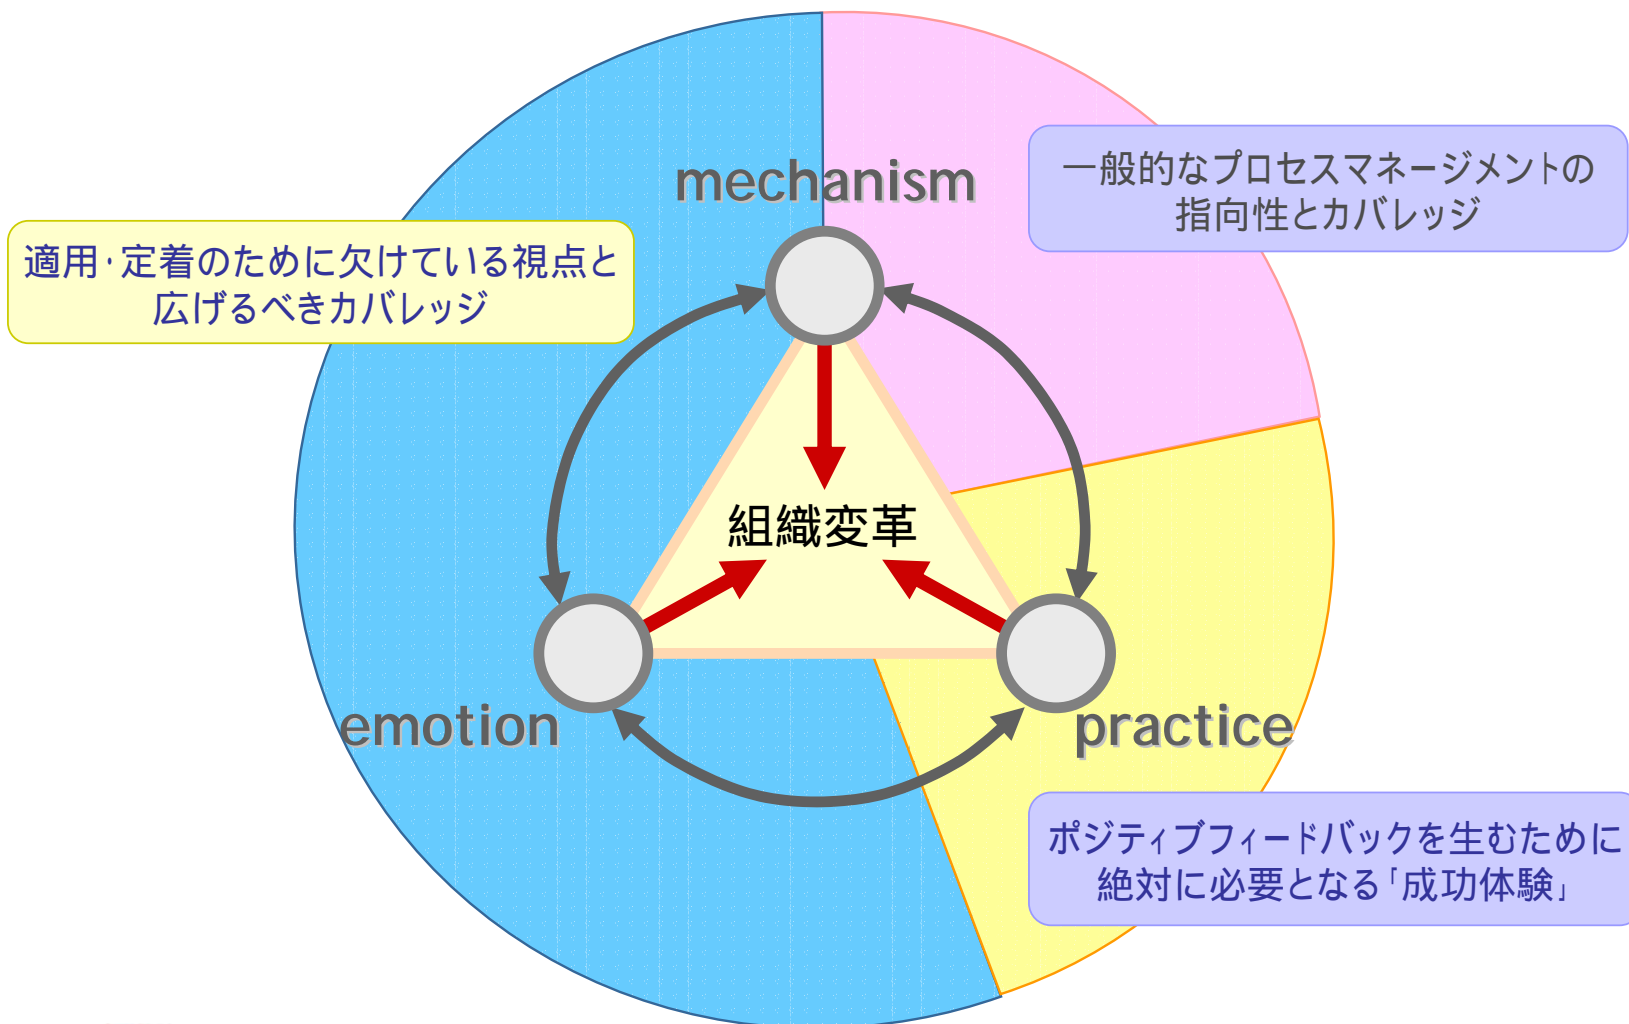 mechanism
一般的なプロセスマネージメントの
指向性とカバレッジ
適用・定着のために欠けている視点と
広げるべきカバレッジ
組織変革
emotion
practice
ポジティブフィードバックを生むために
絶対に必要となる「成功体験」